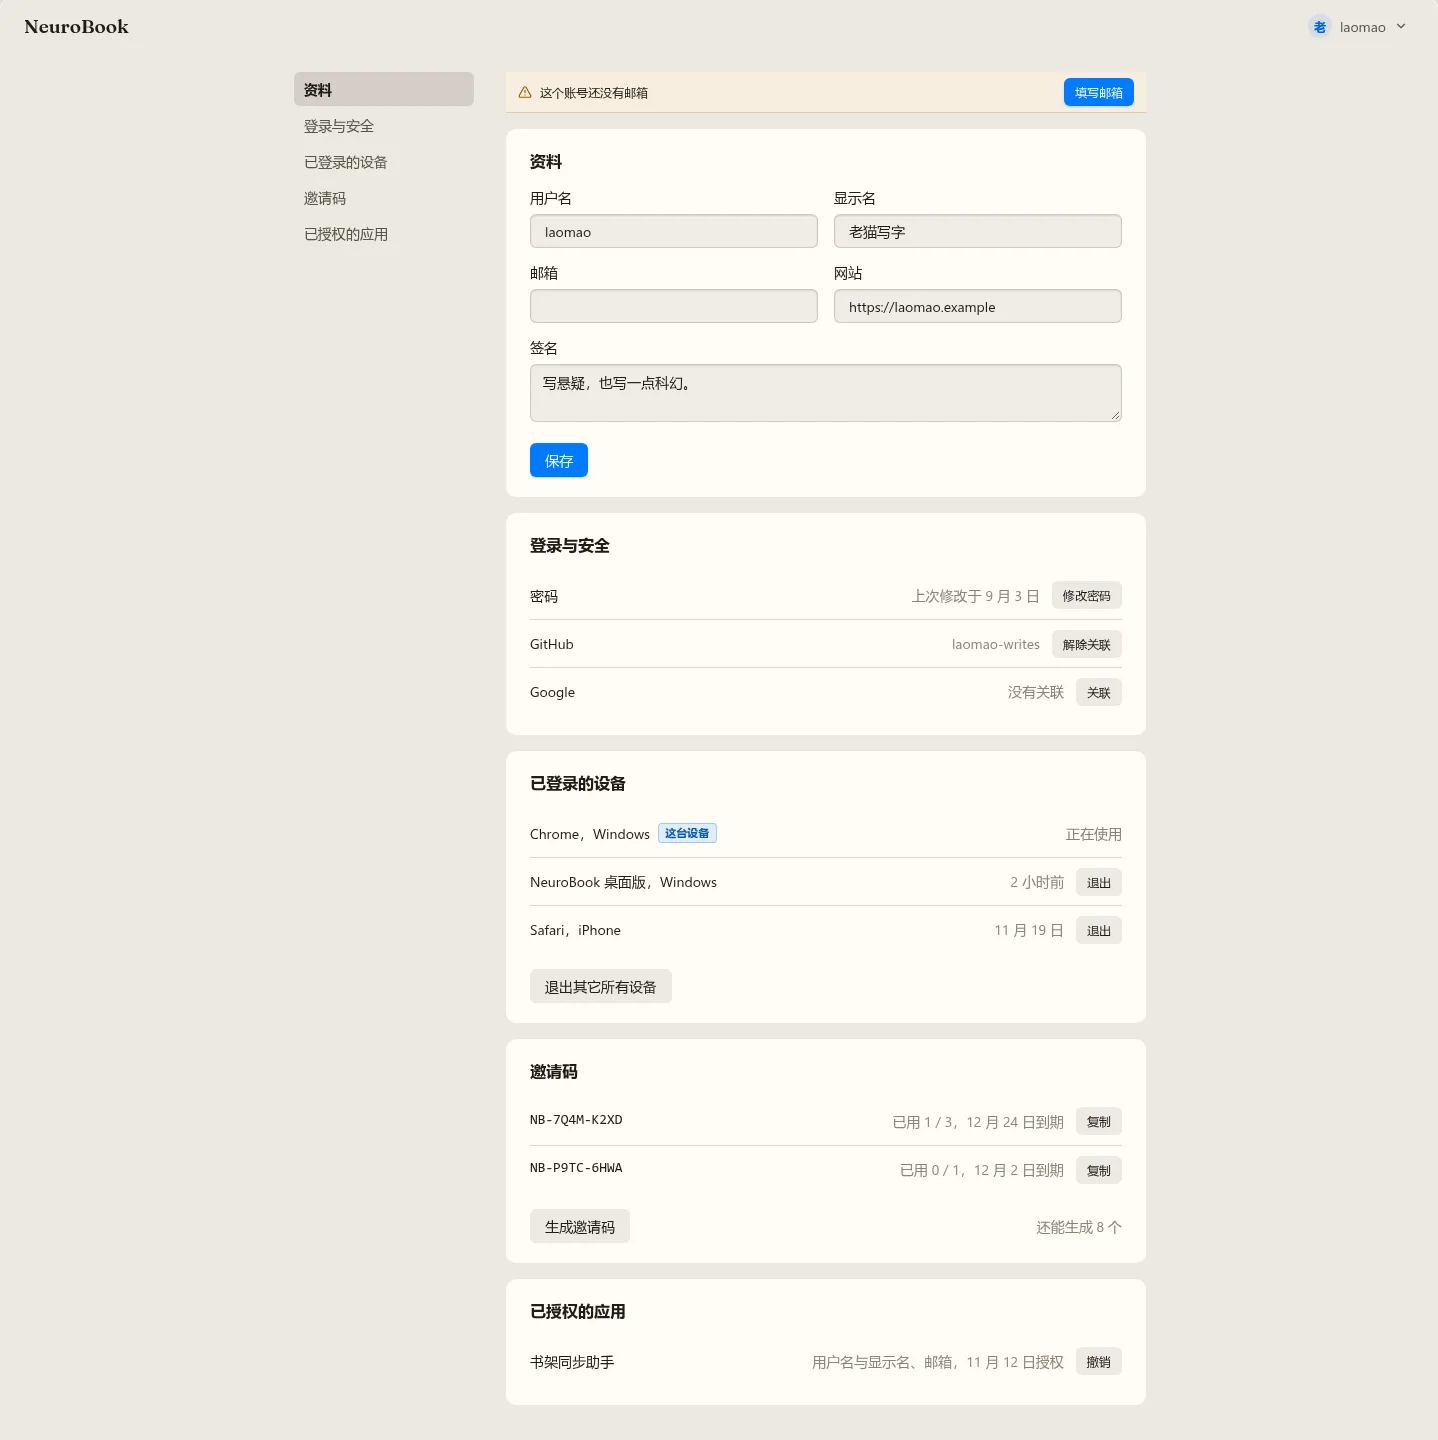 NeuroBook
老 laomao
资料
登录与安全
已登录的设备
邀请码
已授权的应用
这个账号还没有邮箱 填写邮箱
资料
用户名 显示名
laomao 老猫写字
邮箱 网站
https://laomao.example
签名
写悬疑，也写一点科幻。
保存
登录与安全
密码 上次修改于 9 月 3 日 修改密码
GitHub laomao-writes 解除关联
Google 没有关联 关联
已登录的设备
Chrome，Windows 这台设备 正在使用
NeuroBook 桌面版，Windows 2 小时前 退出
Safari，iPhone 11 月 19 日 退出
退出其它所有设备
邀请码
NB-7Q4M-K2XD 已用 1 / 3，12 月 24 日到期 复制
NB-P9TC-6HWA 已用 0 / 1，12 月 2 日到期 复制
生成邀请码 还能生成 8 个
已授权的应用
书架同步助手 用户名与显示名、邮箱，11 月 12 日授权 撤销